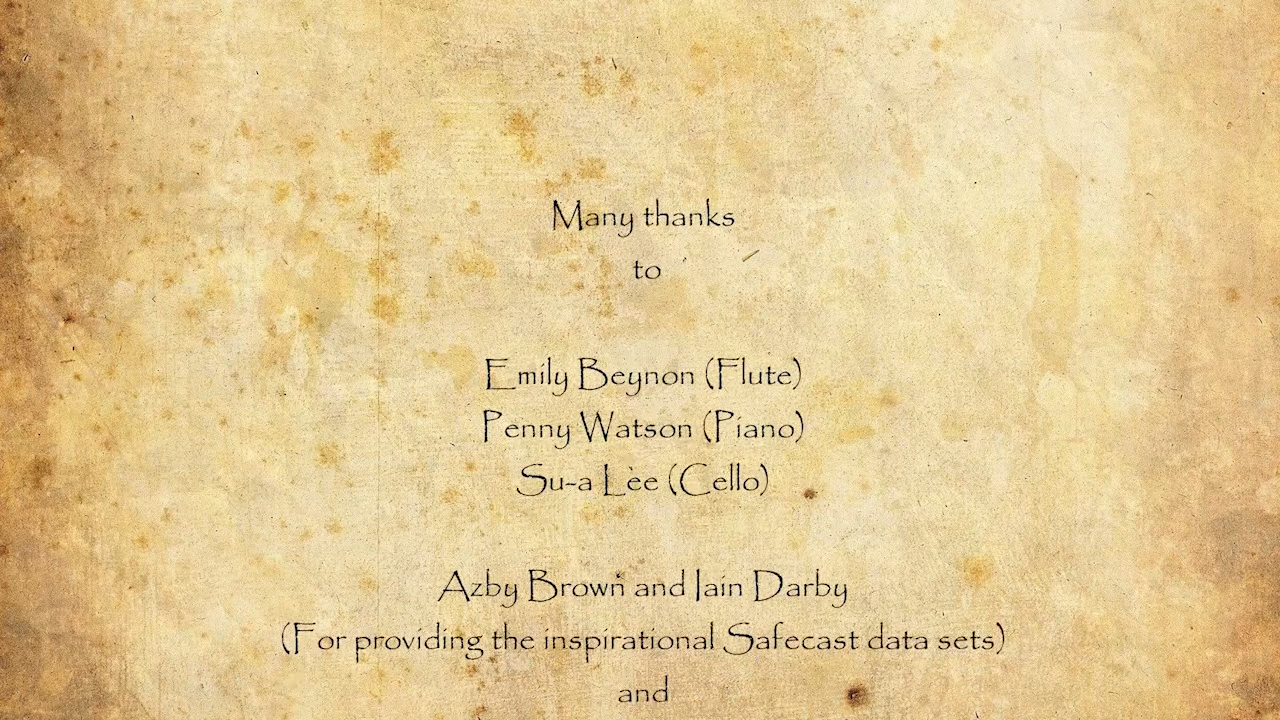 Many thanks
to
Emily Beynon (Flute)
Penny Watson (Piano)
Su-a Lee (Cello)
Azby Brown and Iain Darby
(For providing the inspirational Safecast data sets)
and